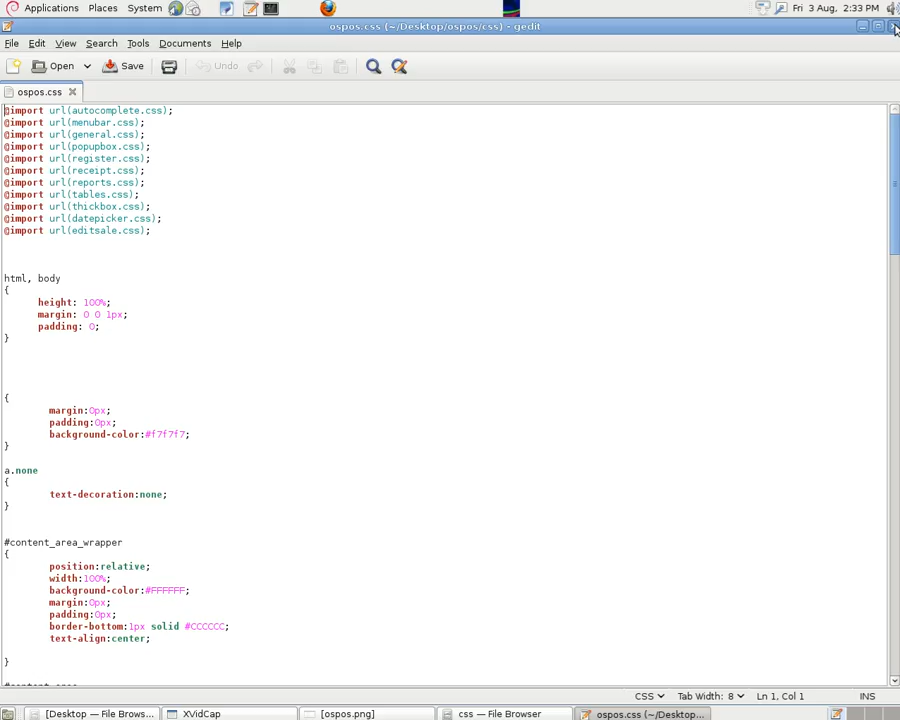 Applications Places System Fri 3 Aug, 2:33 PM
ospos.css (~/Desktop/ospos/css) - gedit
File Edit View Search Tools Documents Help
Open Save Undo
ospos.css
@import url(autocomplete.css);
@import url(menubar.css);
@import url(general.css);
@import url(popupbox.css);
@import url(register.css);
@import url(receipt.css);
@import url(reports.css);
@import url(tables.css);
@import url(thickbox.css);
@import url(datepicker.css);
@import url(editsale.css);
html, body
{
height: 100%;
margin: 0 0 1px;
padding: 0;
}
{
margin:0px;
padding:0px;
background-color:#f7f7f7;
}
a.none
{
text-decoration:none;
}
#content_area_wrapper
{
position:relative;
width:100%;
background-color:#FFFFFF;
margin:0px;
padding:0px;
border-bottom:1px solid #CCCCCC;
text-align:center;
}
#content_area
CSS Tab Width: 8 Ln 1, Col 1 INS
[Desktop — File Brows... XVidCap [ospos.png] css — File Browser ospos.css (~/Desktop...